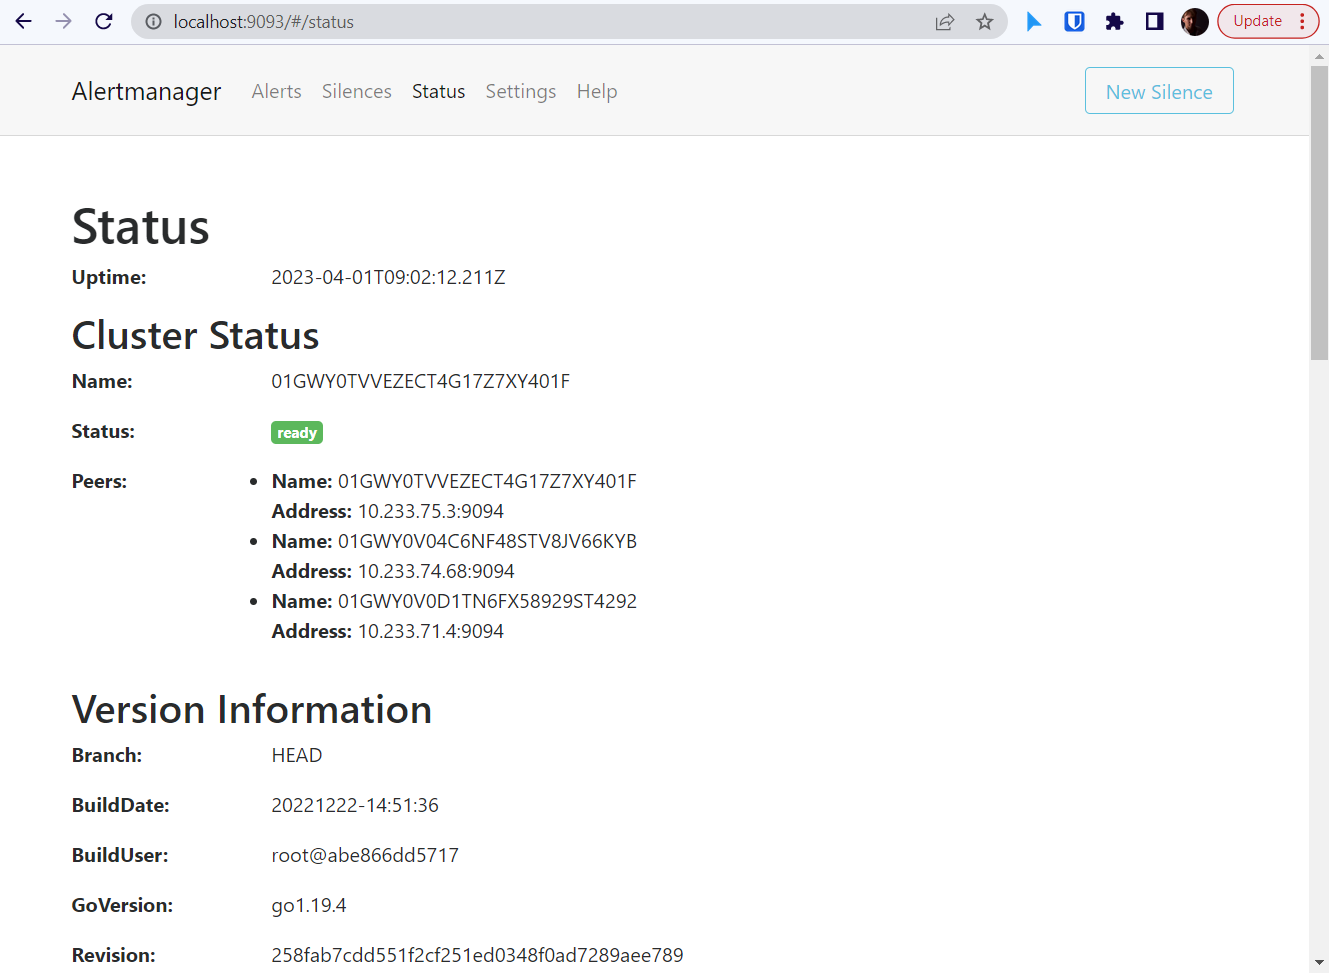 localhost:9093/#/status
Update
Alertmanager Alerts Silences Status Settings Help New Silence
Status
Uptime: 2023-04-01T09:02:12.211Z
Cluster Status
Name: 01GWY0TVVEZECT4G17Z7XY401F
Status: ready
Peers: • Name: 01GWY0TVVEZECT4G17Z7XY401F
Address: 10.233.75.3:9094
• Name: 01GWY0V04C6NF48STV8JV66KYB
Address: 10.233.74.68:9094
• Name: 01GWY0V0D1TN6FX58929ST4292
Address: 10.233.71.4:9094
Version Information
Branch: HEAD
BuildDate: 20221222-14:51:36
BuildUser: root@abe866dd5717
GoVersion: go1.19.4
Revision: 258fab7cdd551f2cf251ed0348f0ad7289aee789